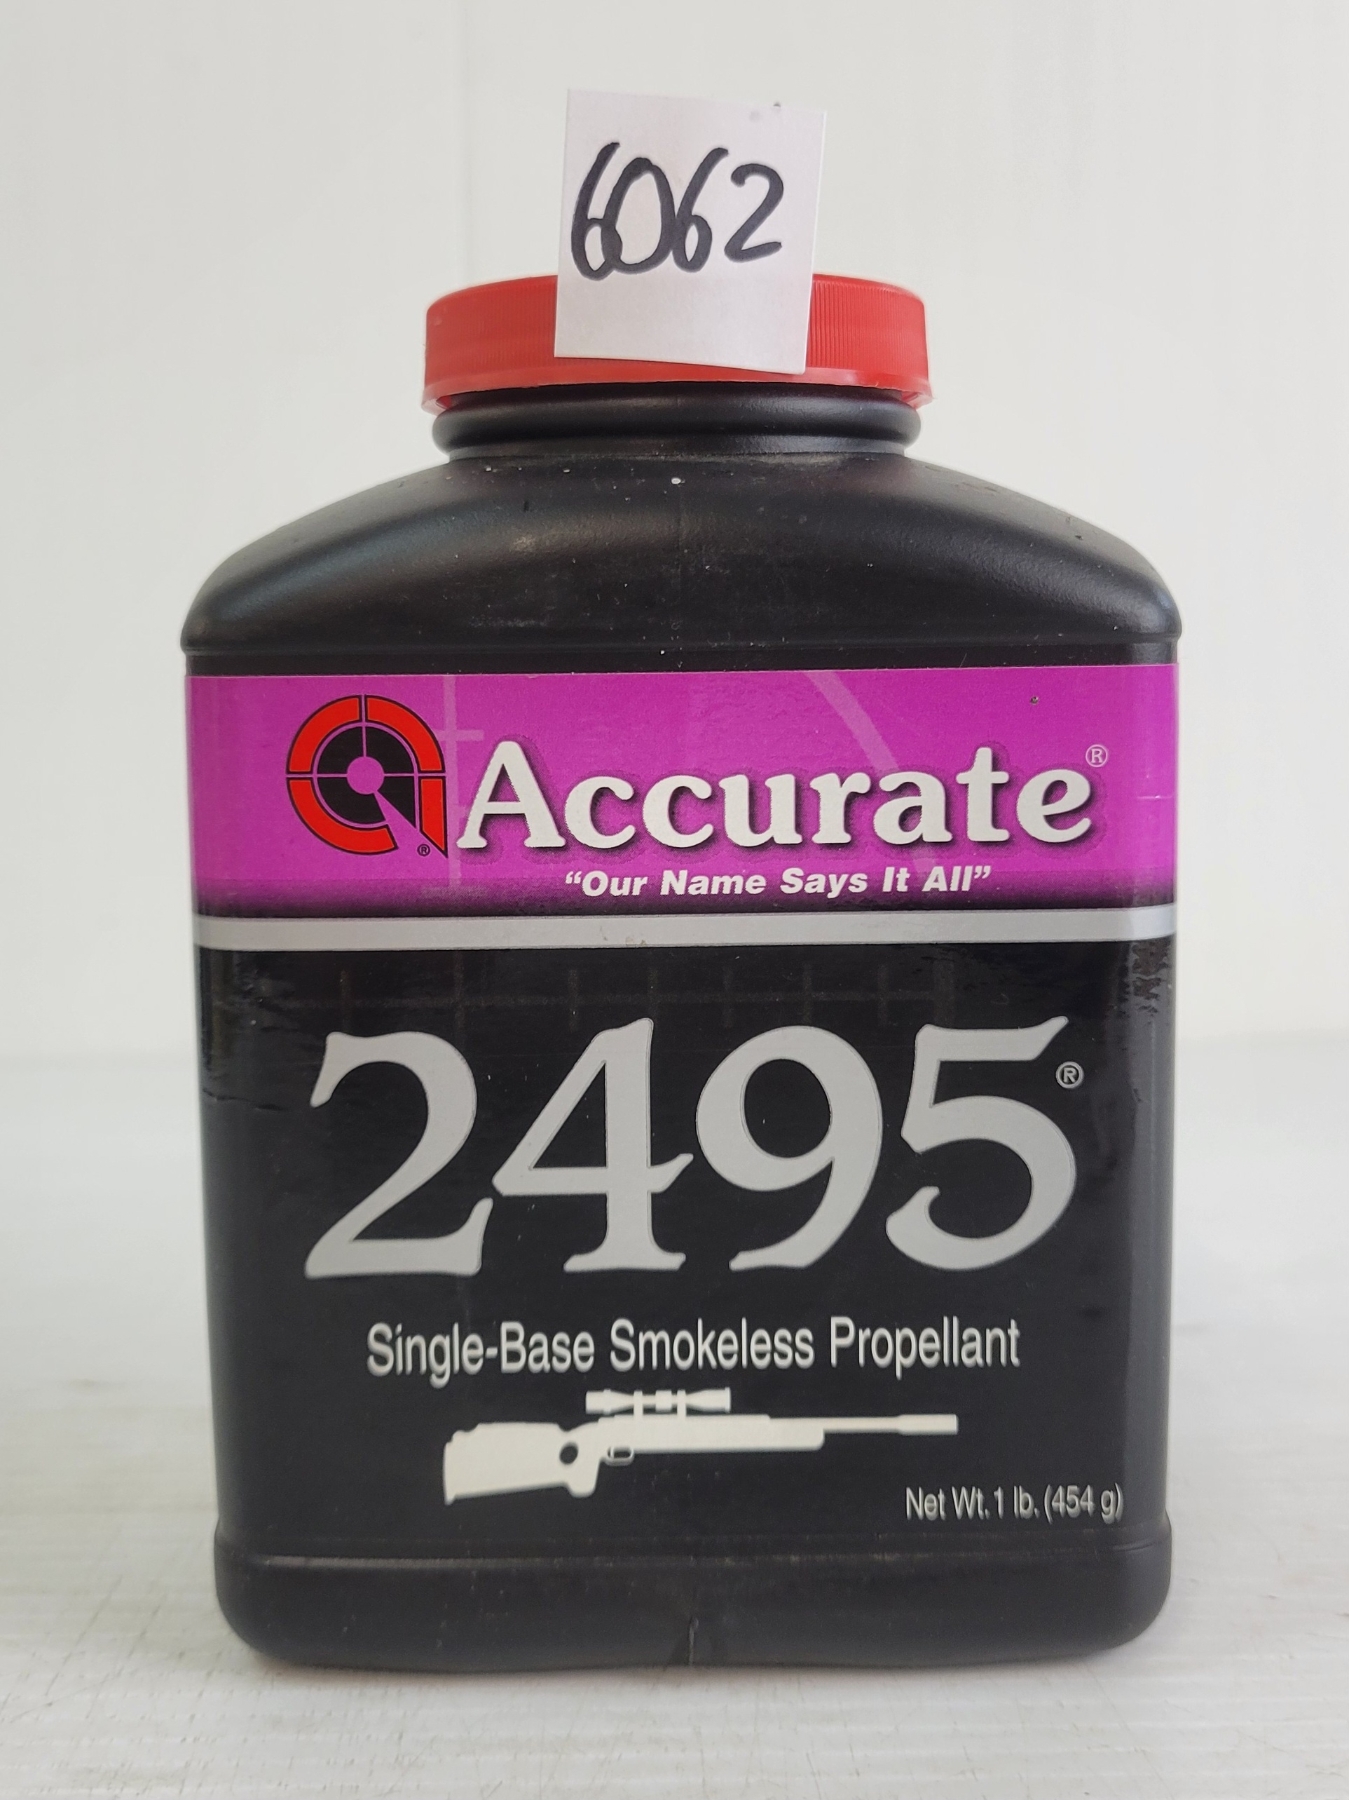 6062
Accurate®
®
"Our Name Says It All"
2495®
Single-Base Smokeless Propellant
Net Wt. 1 lb. (454 g)